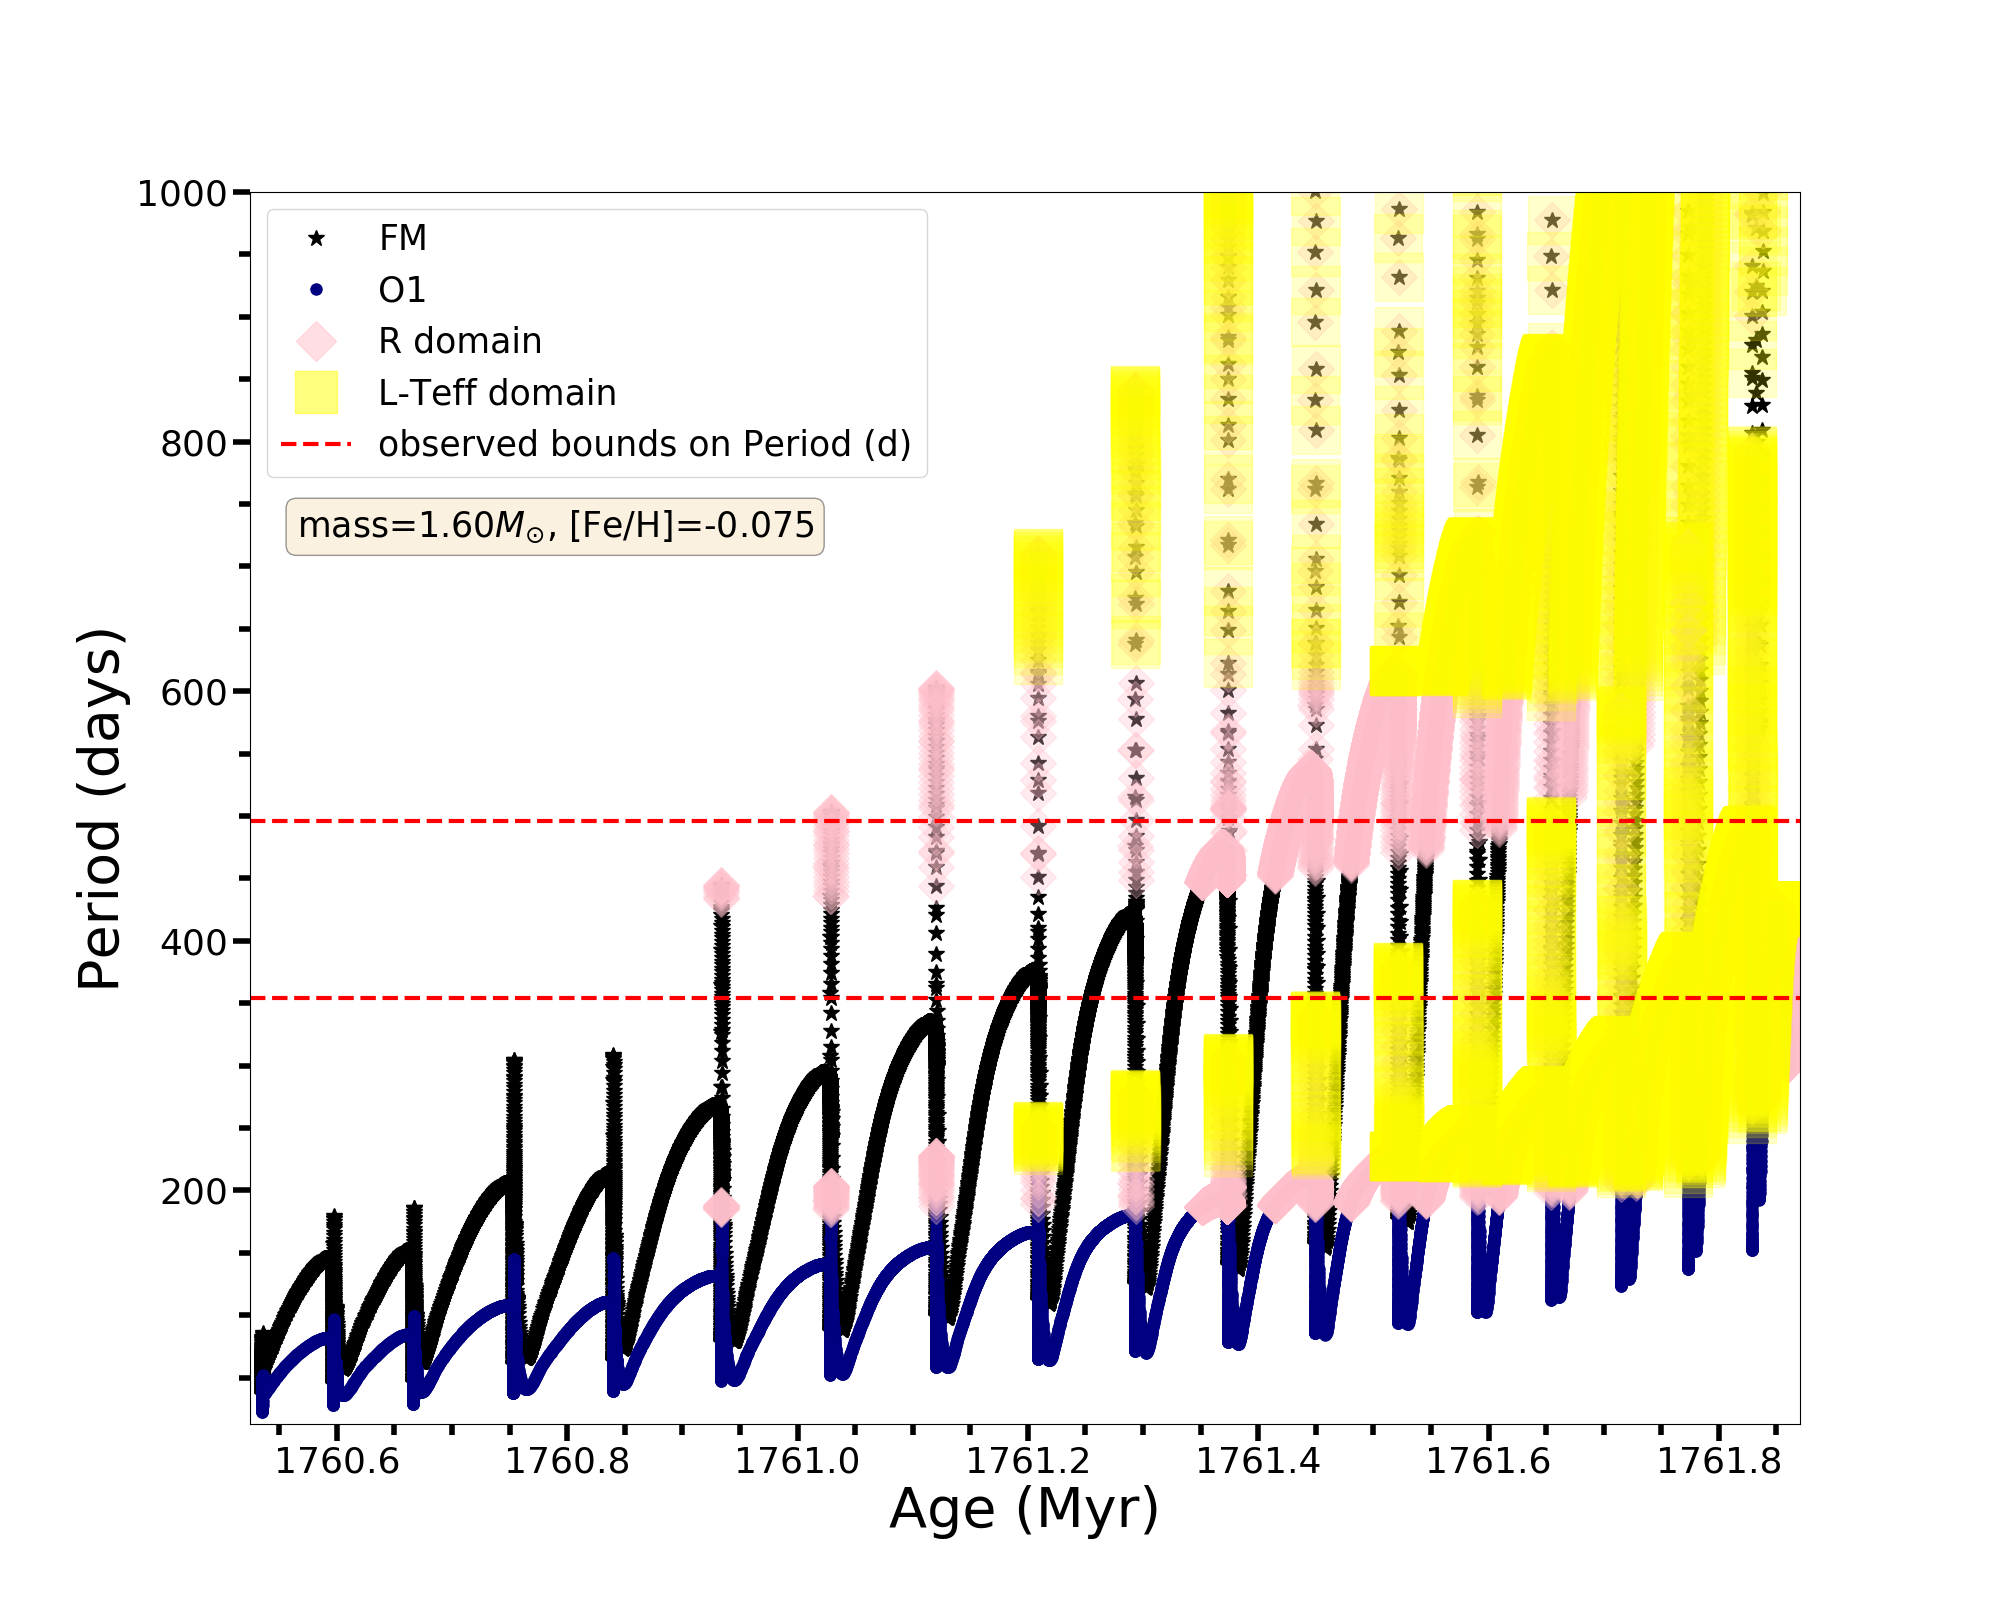 1000
800
600
400
200
Period (days)
FM
O1
R domain
L-Teff domain
observed bounds on Period (d)
mass=1.60M⊙, [Fe/H]=-0.075
1760.6 1760.8 1761.0 1761.2 1761.4 1761.6 1761.8
Age (Myr)